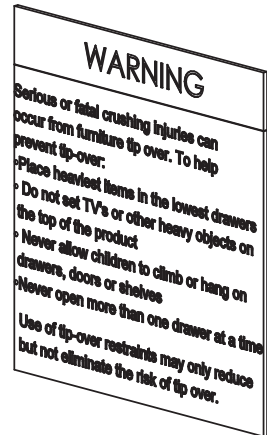 WARNING
Serious or fatal crushing injuries can
occur from furniture tip over. To help
prevent tip-over:
•Place heaviest items in the lowest drawers
• Do not set TV's or other heavy objects on
the top of the product
• Never allow children to climb or hang on
drawers, doors or shelves
•Never open more than one drawer at a time
Use of tip-over restraints may only reduce
but not eliminate the risk of tip over.